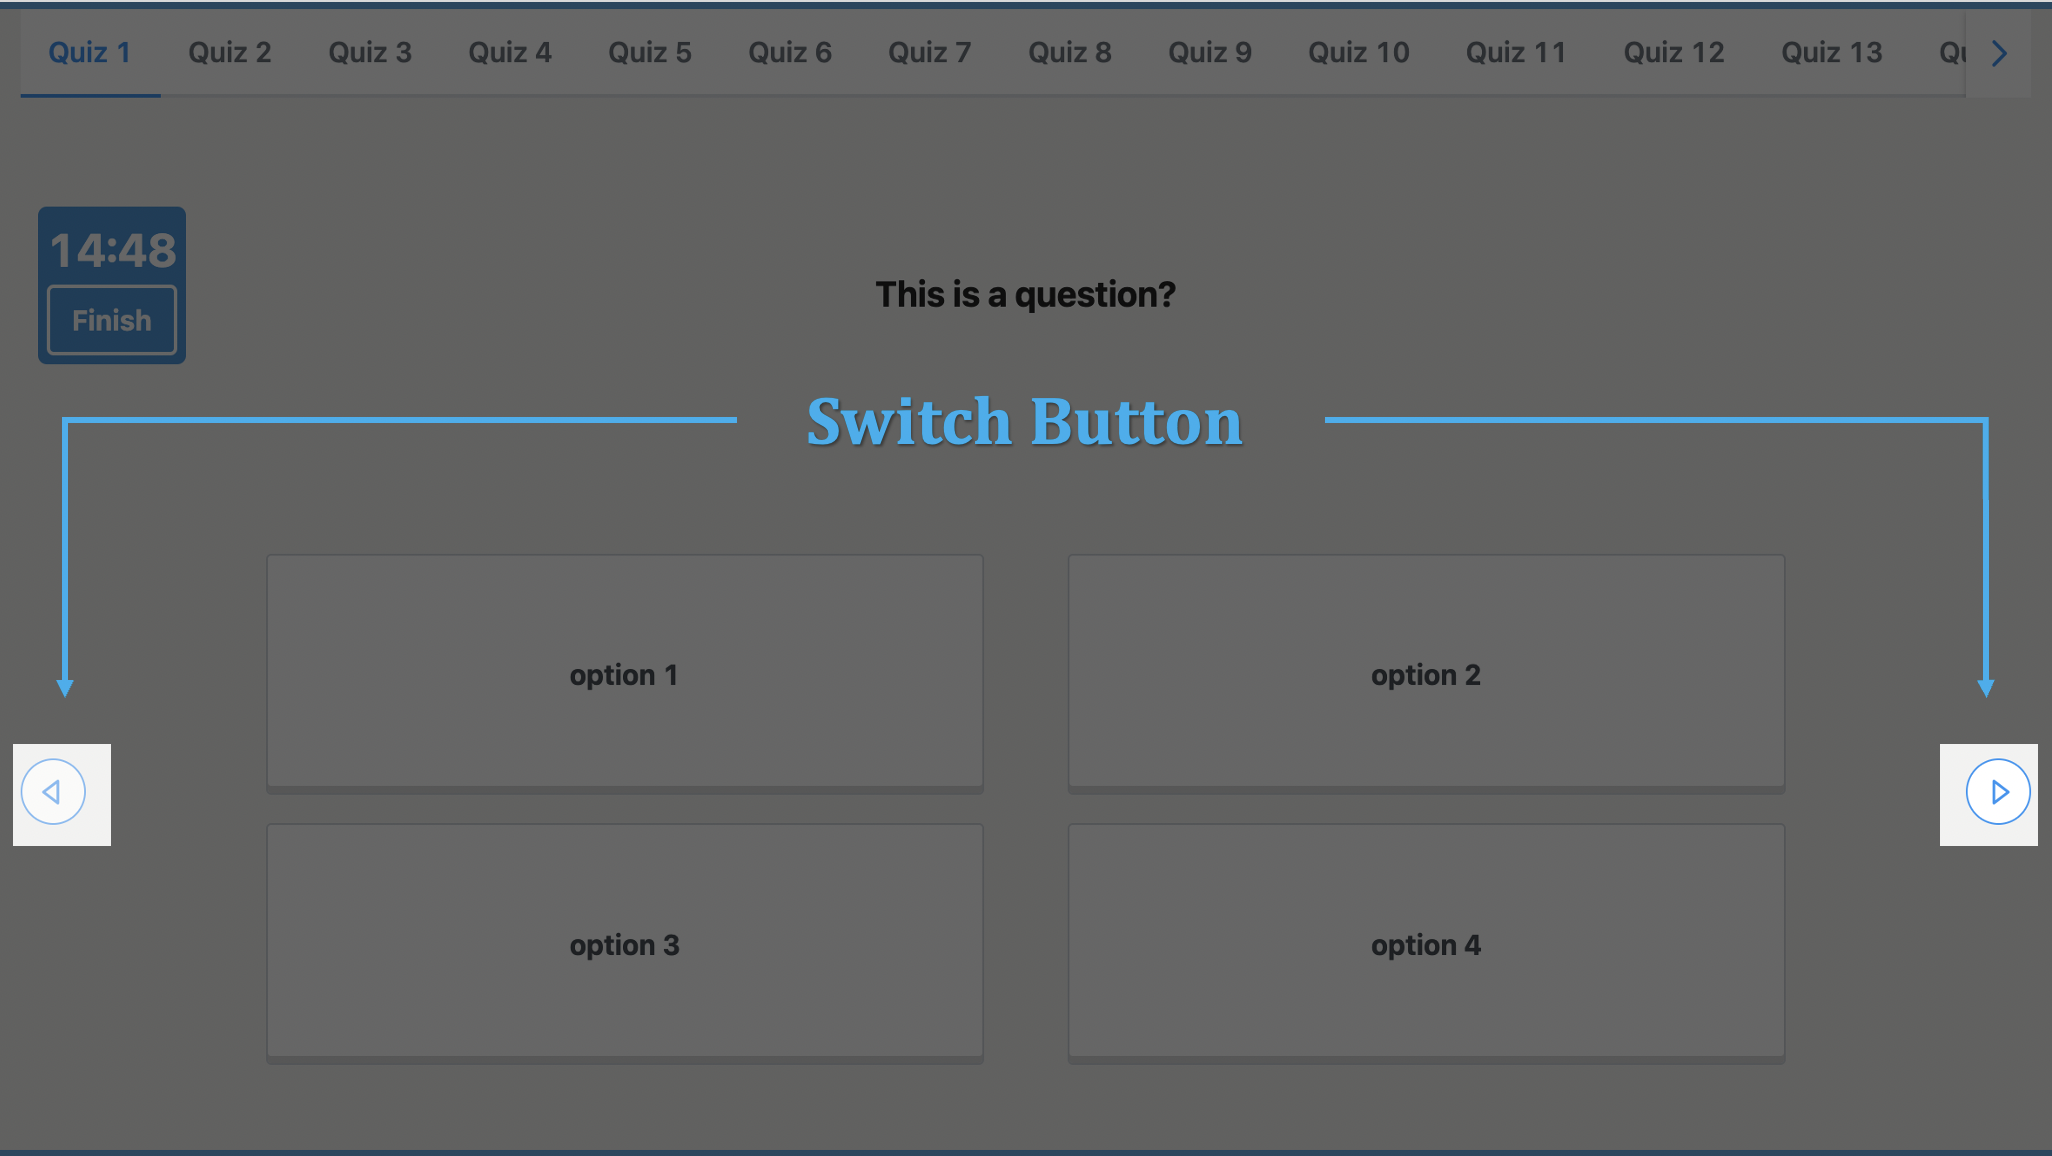 Quiz 1 Quiz 2 Quiz 3 Quiz 4 Quiz 5 Quiz 6 Quiz 7 Quiz 8 Quiz 9 Quiz 10 Quiz 11 Quiz 12 Quiz 13
14:48
Finish
This is a question?
Switch Button
option 1 option 2
option 3 option 4